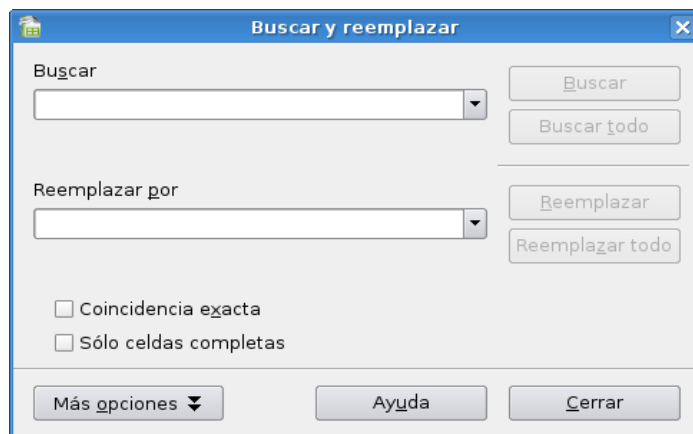 Buscar y reemplazar
Buscar
Buscar
Buscar todo
Reemplazar por
Reemplazar
Reemplazar todo
Coincidencia exacta
Sólo celdas completas
Más opciones
Ayuda
Cerrar